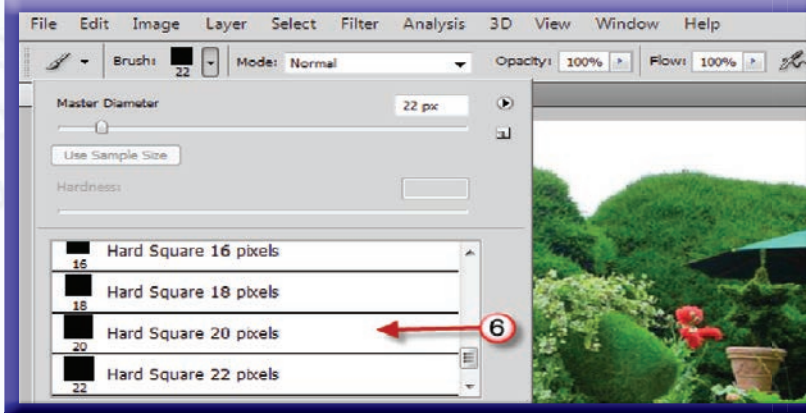 File Edit Image Layer Select Filter Analysis 3D View Window Help
Brush: 22 Mode: Normal Opacity: 100% Flow: 100%
Master Diameter 22 px
Use Sample Size
Hardness:
16 Hard Square 16 pixels
18 Hard Square 18 pixels
20 Hard Square 20 pixels 6
22 Hard Square 22 pixels